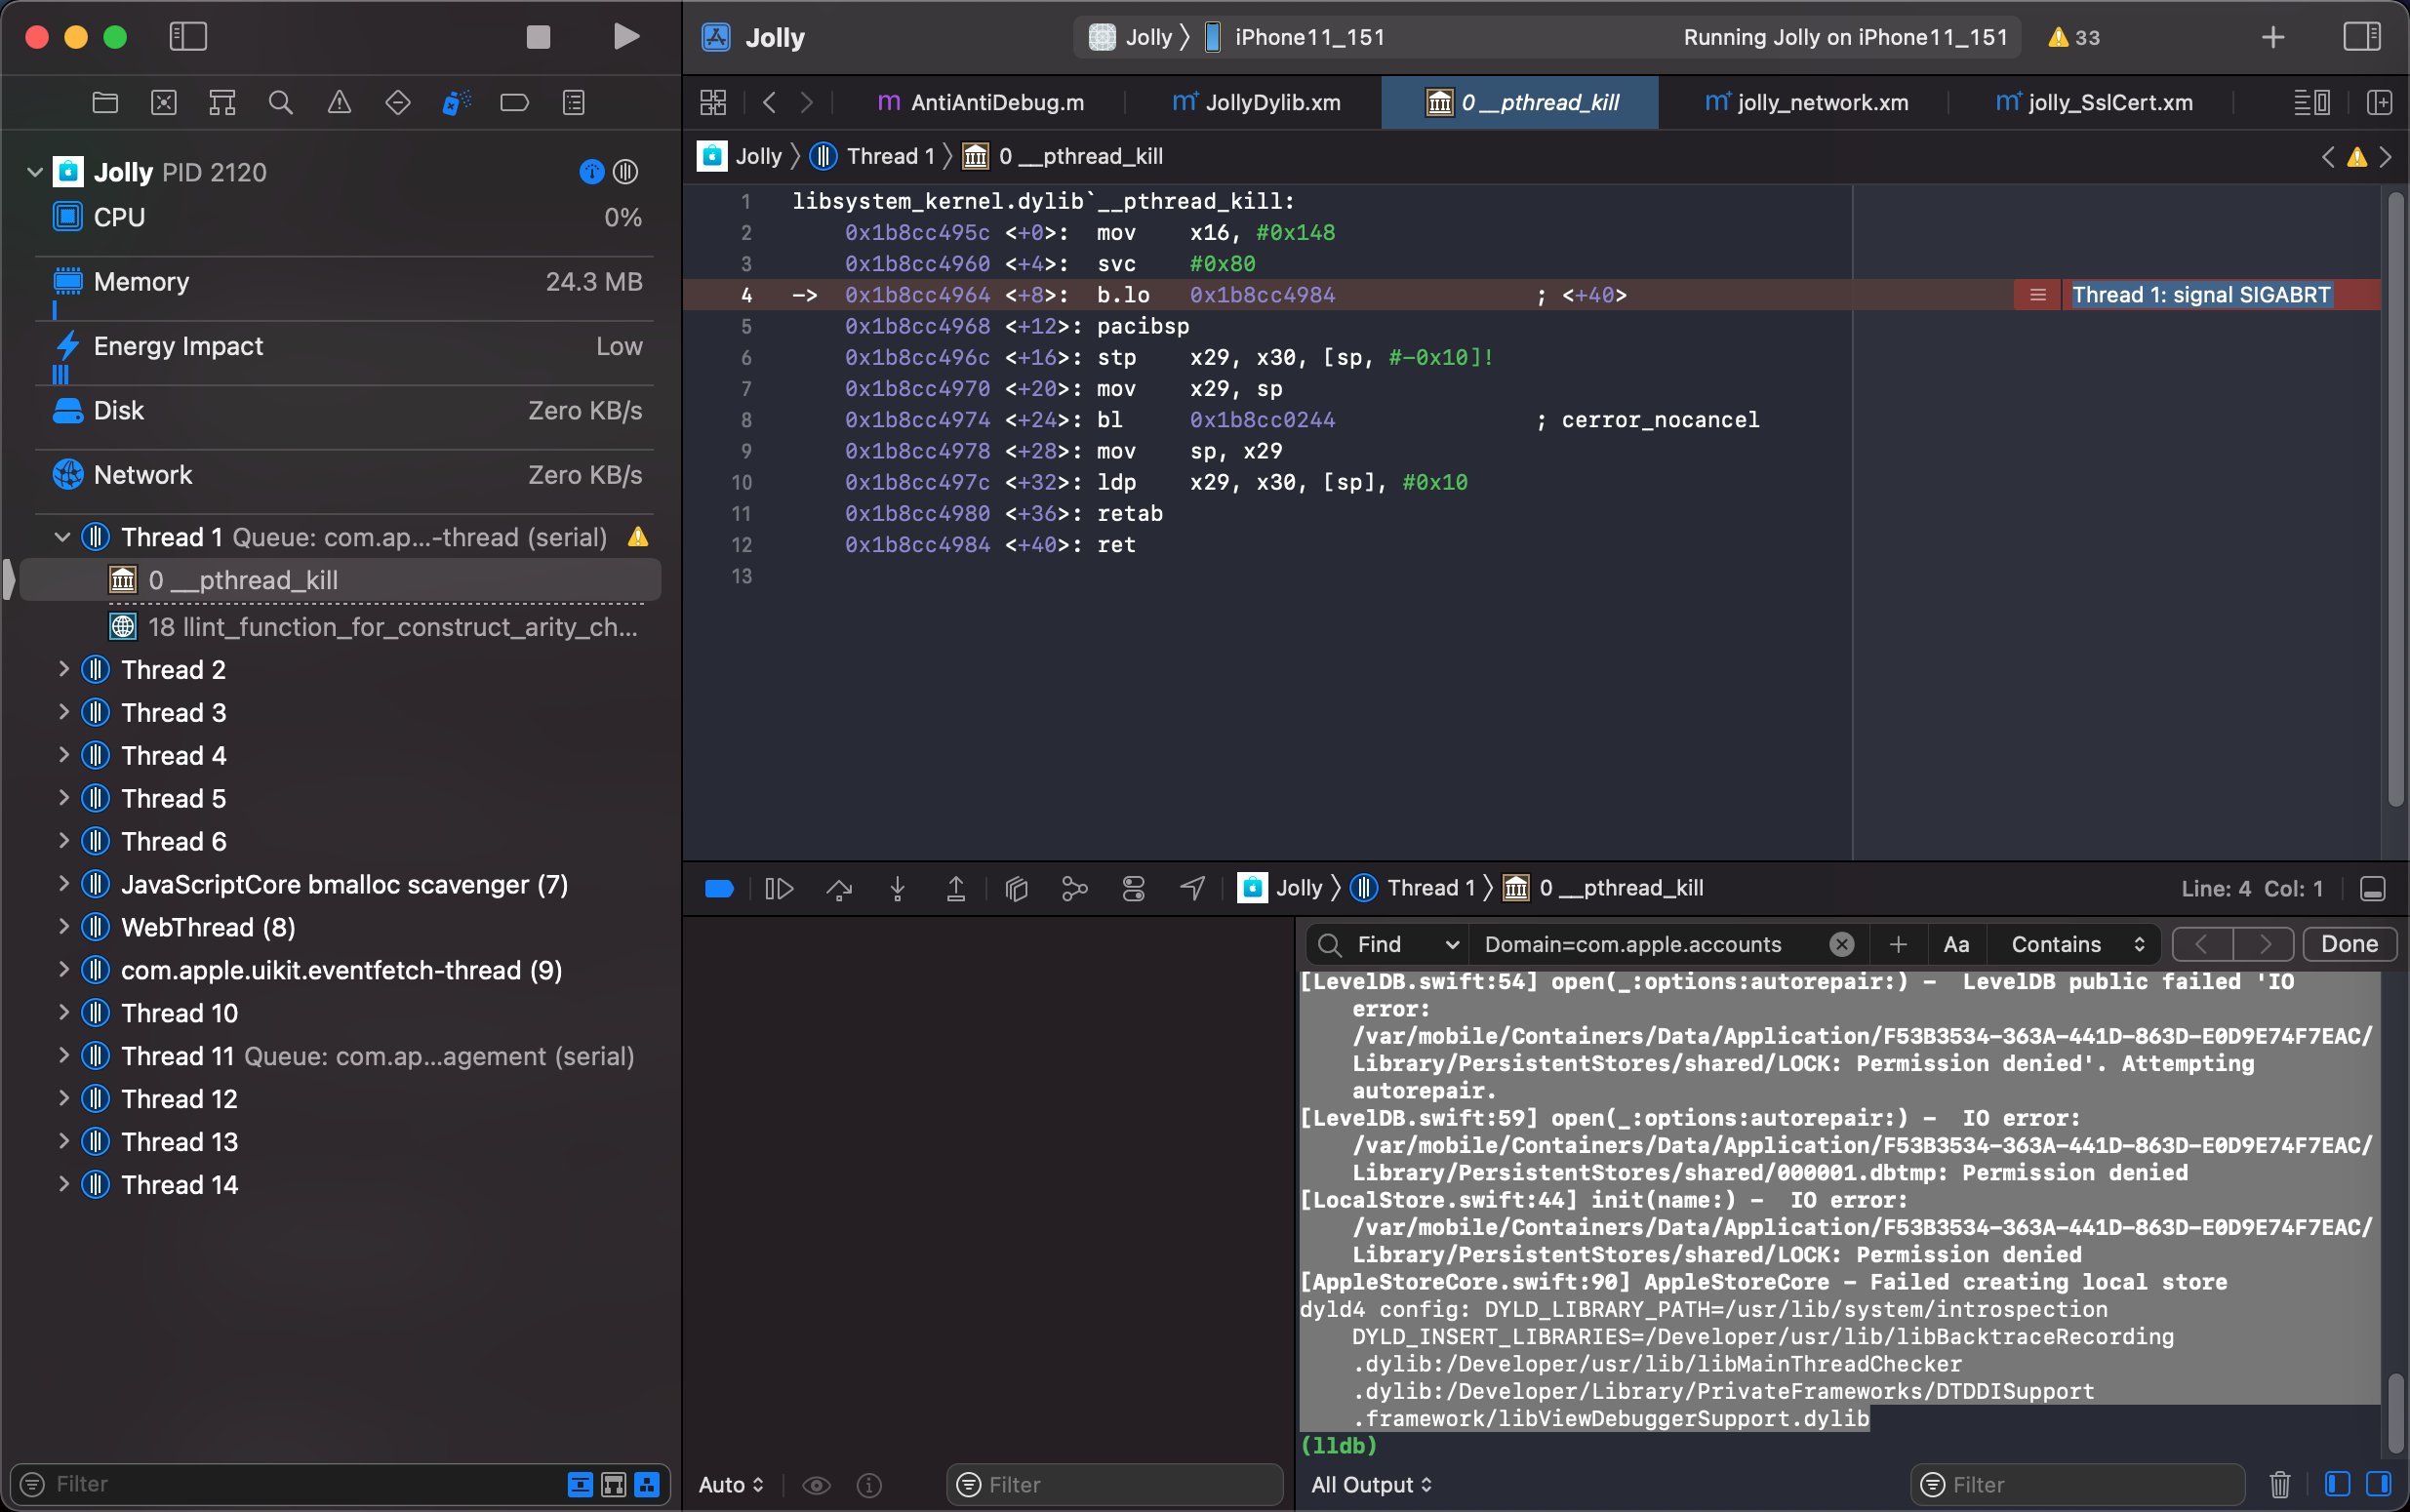 Jolly
Jolly 〉 iPhone11_151
Running Jolly on iPhone11_151
33
AntiAntiDebug.m
JollyDylib.xm
0 __pthread_kill
jolly_network.xm
jolly_SslCert.xm
Jolly 〉 Thread 1 〉 0 __pthread_kill
Jolly PID 2120
CPU 0%
Memory 24.3 MB
Energy Impact Low
Disk Zero KB/s
Network Zero KB/s
Thread 1 Queue: com.ap...-thread (serial)
0 __pthread_kill
18 llint_function_for_construct_arity_ch...
Thread 2
Thread 3
Thread 4
Thread 5
Thread 6
JavaScriptCore bmalloc scavenger (7)
WebThread (8)
com.apple.uikit.eventfetch-thread (9)
Thread 10
Thread 11 Queue: com.ap...agement (serial)
Thread 12
Thread 13
Thread 14
Filter
1 libsystem_kernel.dylib`__pthread_kill:
2 0x1b8cc495c <+0>: mov x16, #0x148
3 0x1b8cc4960 <+4>: svc #0x80
4 -> 0x1b8cc4964 <+8>: b.lo 0x1b8cc4984 ; <+40> Thread 1: signal SIGABRT
5 0x1b8cc4968 <+12>: pacibsp
6 0x1b8cc496c <+16>: stp x29, x30, [sp, #-0x10]!
7 0x1b8cc4970 <+20>: mov x29, sp
8 0x1b8cc4974 <+24>: bl 0x1b8cc0244 ; cerror_nocancel
9 0x1b8cc4978 <+28>: mov sp, x29
10 0x1b8cc497c <+32>: ldp x29, x30, [sp], #0x10
11 0x1b8cc4980 <+36>: retab
12 0x1b8cc4984 <+40>: ret
13
Jolly 〉 Thread 1 〉 0 __pthread_kill
Line: 4 Col: 1
Find
Domain=com.apple.accounts
Aa
Contains
Done
[LevelDB.swift:54] open(_:options:autorepair:) - LevelDB public failed 'IO
error:
/var/mobile/Containers/Data/Application/F53B3534-363A-441D-863D-E0D9E74F7EAC/
Library/PersistentStores/shared/LOCK: Permission denied'. Attempting
autorepair.
[LevelDB.swift:59] open(_:options:autorepair:) - IO error:
/var/mobile/Containers/Data/Application/F53B3534-363A-441D-863D-E0D9E74F7EAC/
Library/PersistentStores/shared/000001.dbtmp: Permission denied
[LocalStore.swift:44] init(name:) - IO error:
/var/mobile/Containers/Data/Application/F53B3534-363A-441D-863D-E0D9E74F7EAC/
Library/PersistentStores/shared/LOCK: Permission denied
[AppleStoreCore.swift:90] AppleStoreCore - Failed creating local store
dyld4 config: DYLD_LIBRARY_PATH=/usr/lib/system/introspection
DYLD_INSERT_LIBRARIES=/Developer/usr/lib/libBacktraceRecording
.dylib:/Developer/usr/lib/libMainThreadChecker
.dylib:/Developer/Library/PrivateFrameworks/DTDDISupport
.framework/libViewDebuggerSupport.dylib
(lldb)
Auto
Filter
All Output
Filter